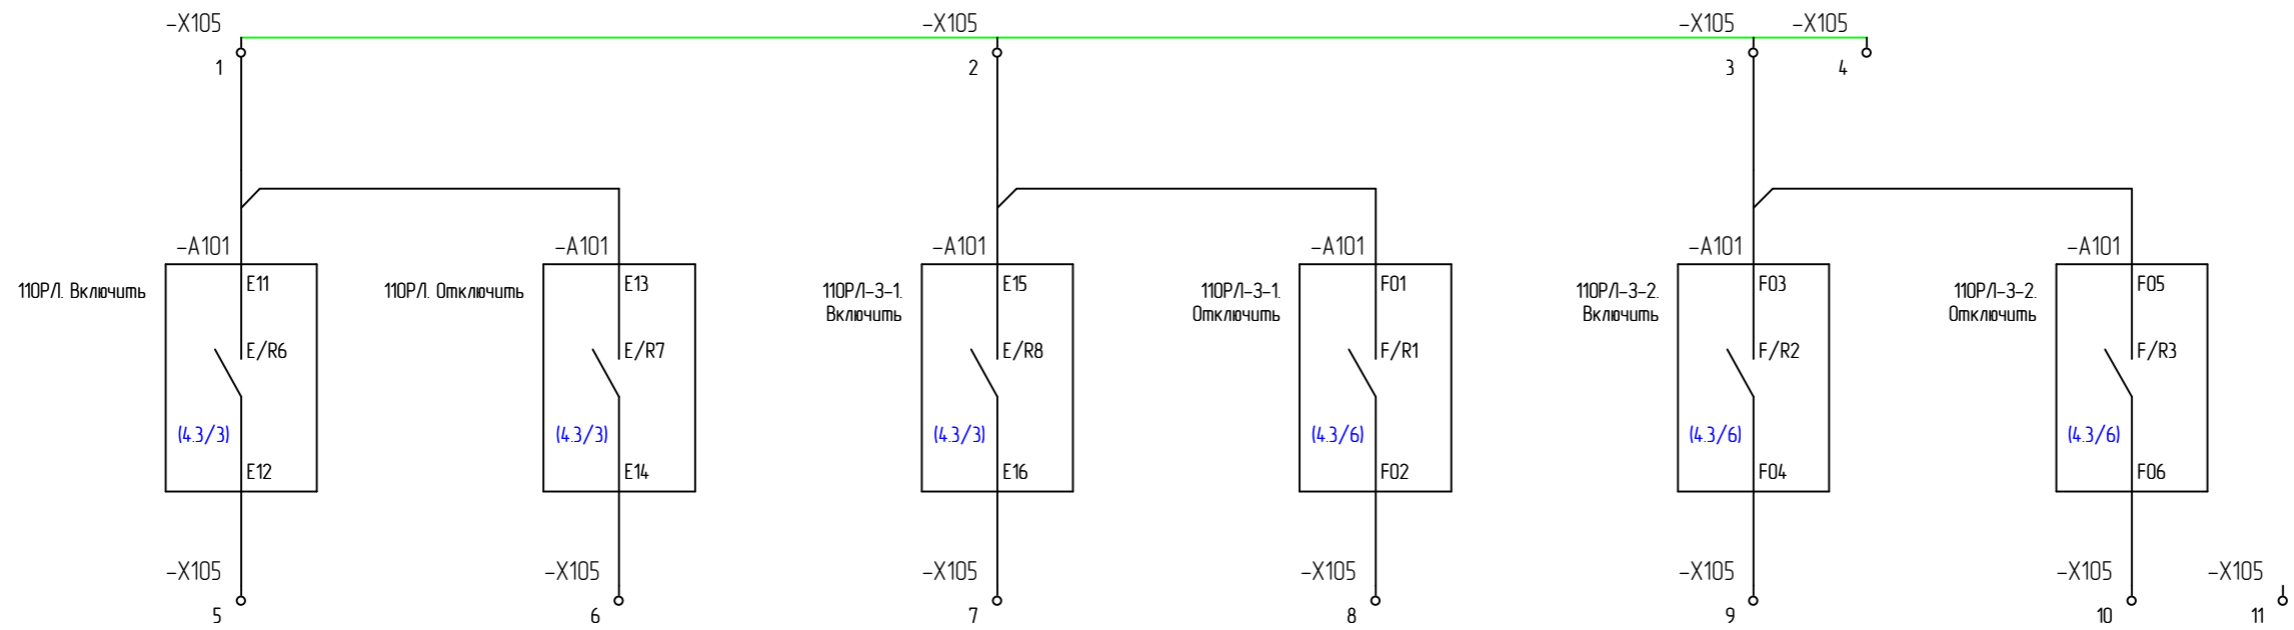 -X105
-X105
-X105
-X105
1
2
3
4
-A101
-A101
-A101
-A101
-A101
-A101
110РЛ. Включить
E11
E/R6
(4.3/3)
E12
110РЛ. Отключить
E13
E/R7
(4.3/3)
E14
110РЛ-3-1.
Включить
E15
E/R8
(4.3/3)
E16
110РЛ-3-1.
Отключить
F01
F/R1
(4.3/6)
F02
110РЛ-3-2.
Включить
F03
F/R2
(4.3/6)
F04
110РЛ-3-2.
Отключить
F05
F/R3
(4.3/6)
F06
-X105
-X105
-X105
-X105
-X105
-X105
-X105
5
6
7
8
9
10
11